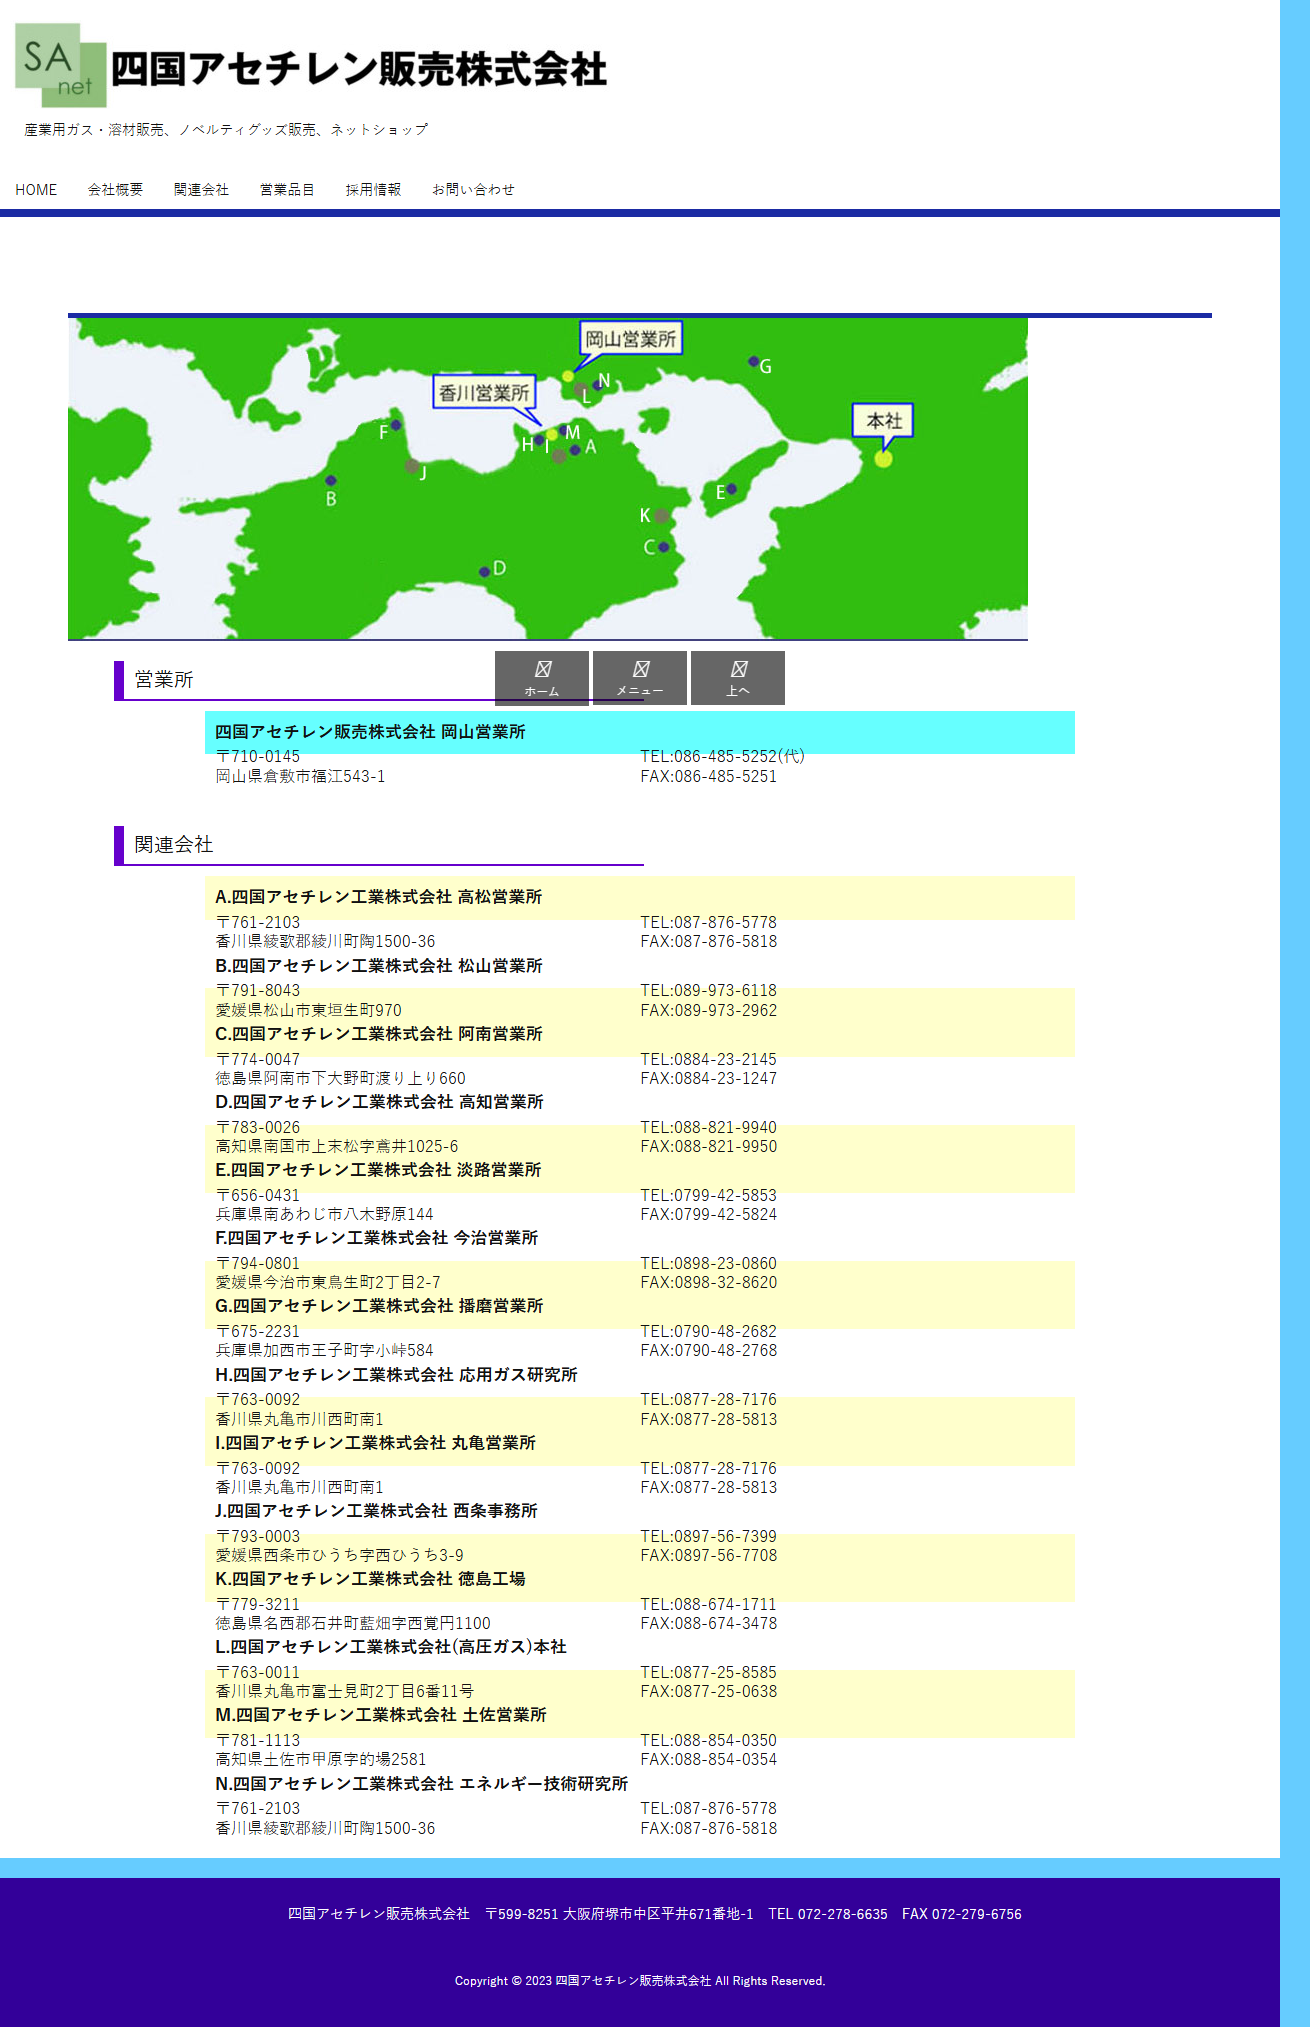 SA
net
四国アセチレン販売株式会社
産業用ガス・溶材販売、ノベルティグッズ販売、ネットショップ
HOME 会社概要 関連会社 営業品目 採用情報 お問い合わせ
岡山営業所
香川営業所
本社
G
N
L
F
M
H
I
A
J
B
E
K
C
D
営業所
ホーム メニュー 上へ
四国アセチレン販売株式会社 岡山営業所
〒710-0145 TEL:086-485-5252(代)
岡山県倉敷市福江543-1 FAX:086-485-5251
関連会社
A.四国アセチレン工業株式会社 高松営業所
〒761-2103 TEL:087-876-5778
香川県綾歌郡綾川町陶1500-36 FAX:087-876-5818
B.四国アセチレン工業株式会社 松山営業所
〒791-8043 TEL:089-973-6118
愛媛県松山市東垣生町970 FAX:089-973-2962
C.四国アセチレン工業株式会社 阿南営業所
〒774-0047 TEL:0884-23-2145
徳島県阿南市下大野町渡り上り660 FAX:0884-23-1247
D.四国アセチレン工業株式会社 高知営業所
〒783-0026 TEL:088-821-9940
高知県南国市上末松字鳶井1025-6 FAX:088-821-9950
E.四国アセチレン工業株式会社 淡路営業所
〒656-0431 TEL:0799-42-5853
兵庫県南あわじ市八木野原144 FAX:0799-42-5824
F.四国アセチレン工業株式会社 今治営業所
〒794-0801 TEL:0898-23-0860
愛媛県今治市東鳥生町2丁目2-7 FAX:0898-32-8620
G.四国アセチレン工業株式会社 播磨営業所
〒675-2231 TEL:0790-48-2682
兵庫県加西市王子町字小峠584 FAX:0790-48-2768
H.四国アセチレン工業株式会社 応用ガス研究所
〒763-0092 TEL:0877-28-7176
香川県丸亀市川西町南1 FAX:0877-28-5813
I.四国アセチレン工業株式会社 丸亀営業所
〒763-0092 TEL:0877-28-7176
香川県丸亀市川西町南1 FAX:0877-28-5813
J.四国アセチレン工業株式会社 西条事務所
〒793-0003 TEL:0897-56-7399
愛媛県西条市ひうち字西ひうち3-9 FAX:0897-56-7708
K.四国アセチレン工業株式会社 徳島工場
〒779-3211 TEL:088-674-1711
徳島県名西郡石井町藍畑字西覚円1100 FAX:088-674-3478
L.四国アセチレン工業株式会社(高圧ガス)本社
〒763-0011 TEL:0877-25-8585
香川県丸亀市富士見町2丁目6番11号 FAX:0877-25-0638
M.四国アセチレン工業株式会社 土佐営業所
〒781-1113 TEL:088-854-0350
高知県土佐市甲原字的場2581 FAX:088-854-0354
N.四国アセチレン工業株式会社 エネルギー技術研究所
〒761-2103 TEL:087-876-5778
香川県綾歌郡綾川町陶1500-36 FAX:087-876-5818
四国アセチレン販売株式会社 〒599-8251 大阪府堺市中区平井671番地-1 TEL 072-278-6635 FAX 072-279-6756
Copyright © 2023 四国アセチレン販売株式会社 All Rights Reserved.